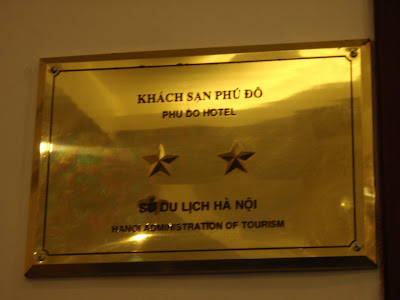 KHÁCH SẠN PHÚ ĐÔ
PHU DO HOTEL
SỞ DU LỊCH HÀ NỘI
HANOI ADMINISTRATION OF TOURISM